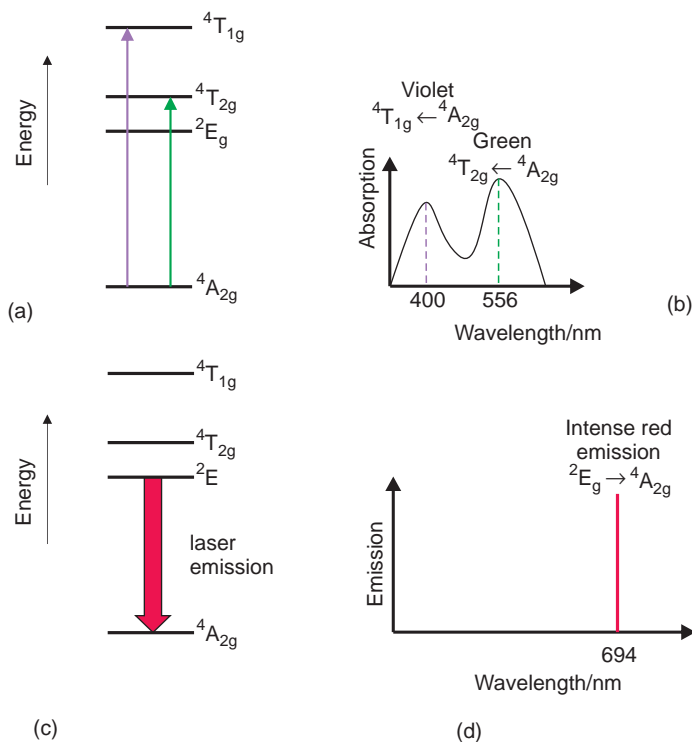 ⁴T₁g
⁴T₂g
²Eg
Energy
⁴A₂g
(a)
Violet
⁴T₁g ← ⁴A₂g
Green
⁴T₂g ← ⁴A₂g
Absorption
400 556
Wavelength/nm
(b)
⁴T₁g
⁴T₂g
²E
Energy
laser
emission
⁴A₂g
(c)
Intense red
emission
²Eg → ⁴A₂g
Emission
694
Wavelength/nm
(d)